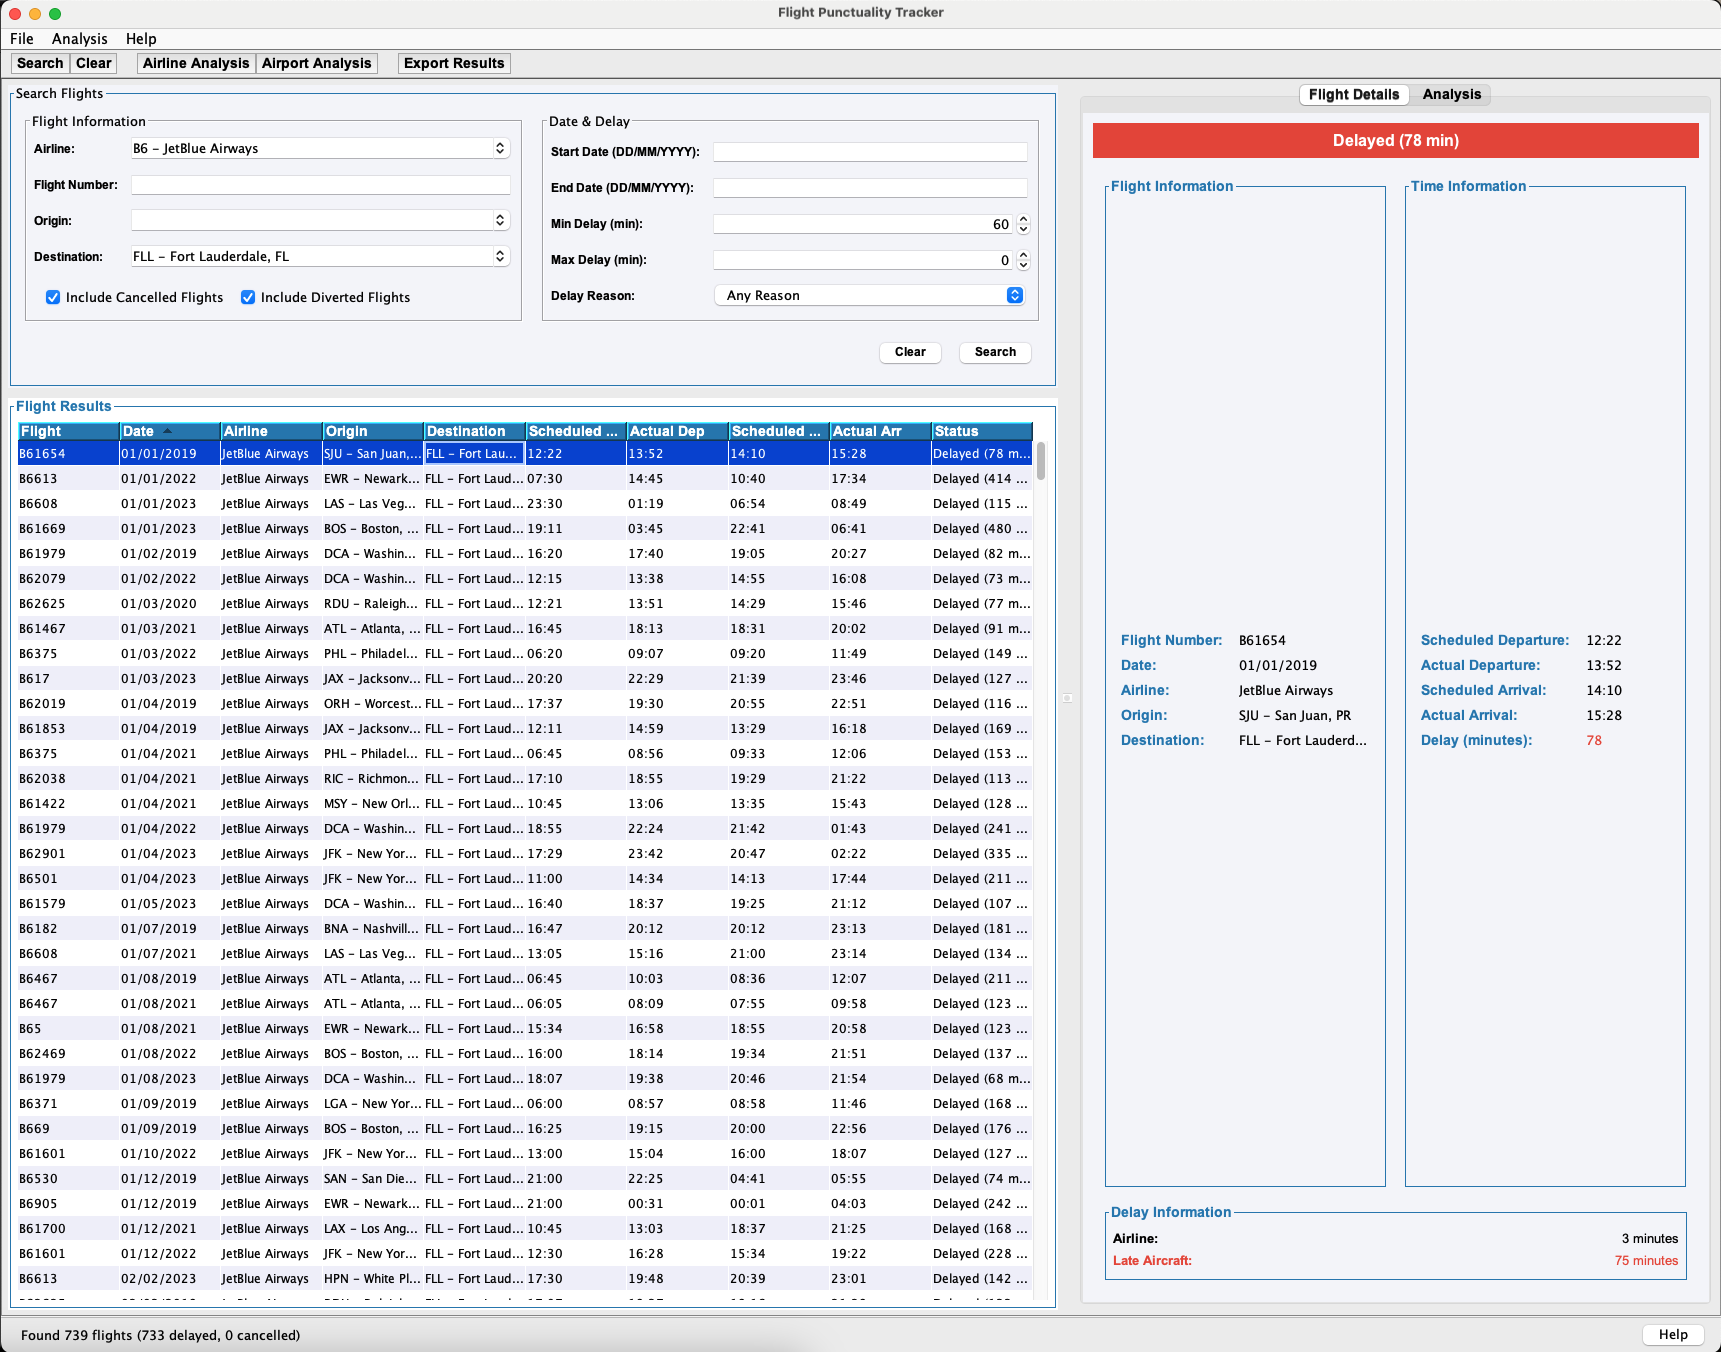 Flight Punctuality Tracker
File Analysis Help
Search Clear Airline Analysis Airport Analysis Export Results
Search Flights
Flight Information
Airline: B6 – JetBlue Airways
Flight Number:
Origin:
Destination: FLL – Fort Lauderdale, FL
Include Cancelled Flights Include Diverted Flights
Date & Delay
Start Date (DD/MM/YYYY):
End Date (DD/MM/YYYY):
Min Delay (min): 60
Max Delay (min): 0
Delay Reason: Any Reason
Clear Search
Flight Results
Flight Date Airline Origin Destination Scheduled ... Actual Dep Scheduled ... Actual Arr Status
B61654 01/01/2019 JetBlue Airways SJU – San Juan,... FLL – Fort Lau... 12:22 13:52 14:10 15:28 Delayed (78 m...
B6613 01/01/2022 JetBlue Airways EWR – Newark... FLL – Fort Laud... 07:30 14:45 10:40 17:34 Delayed (414 ...
B6608 01/01/2023 JetBlue Airways LAS – Las Veg... FLL – Fort Laud... 23:30 01:19 06:54 08:49 Delayed (115 ...
B61669 01/01/2023 JetBlue Airways BOS – Boston, ... FLL – Fort Laud... 19:11 03:45 22:41 06:41 Delayed (480 ...
B61979 01/02/2019 JetBlue Airways DCA – Washin... FLL – Fort Laud... 16:20 17:40 19:05 20:27 Delayed (82 m...
B62079 01/02/2022 JetBlue Airways DCA – Washin... FLL – Fort Laud... 12:15 13:38 14:55 16:08 Delayed (73 m...
B62625 01/03/2020 JetBlue Airways RDU – Raleigh... FLL – Fort Laud... 12:21 13:51 14:29 15:46 Delayed (77 m...
B61467 01/03/2021 JetBlue Airways ATL – Atlanta, ... FLL – Fort Laud... 16:45 18:13 18:31 20:02 Delayed (91 m...
B6375 01/03/2022 JetBlue Airways PHL – Philadel... FLL – Fort Laud... 06:20 09:07 09:20 11:49 Delayed (149 ...
B617 01/03/2023 JetBlue Airways JAX – Jacksonv... FLL – Fort Laud... 20:20 22:29 21:39 23:46 Delayed (127 ...
B62019 01/04/2019 JetBlue Airways ORH – Worcest... FLL – Fort Laud... 17:37 19:30 20:55 22:51 Delayed (116 ...
B61853 01/04/2019 JetBlue Airways JAX – Jacksonv... FLL – Fort Laud... 12:11 14:59 13:29 16:18 Delayed (169 ...
B6375 01/04/2021 JetBlue Airways PHL – Philadel... FLL – Fort Laud... 06:45 08:56 09:33 12:06 Delayed (153 ...
B62038 01/04/2021 JetBlue Airways RIC – Richmon... FLL – Fort Laud... 17:10 18:55 19:29 21:22 Delayed (113 ...
B61422 01/04/2021 JetBlue Airways MSY – New Orl... FLL – Fort Laud... 10:45 13:06 13:35 15:43 Delayed (128 ...
B61979 01/04/2022 JetBlue Airways DCA – Washin... FLL – Fort Laud... 18:55 22:24 21:42 01:43 Delayed (241 ...
B62901 01/04/2023 JetBlue Airways JFK – New Yor... FLL – Fort Laud... 17:29 23:42 20:47 02:22 Delayed (335 ...
B6501 01/04/2023 JetBlue Airways JFK – New Yor... FLL – Fort Laud... 11:00 14:34 14:13 17:44 Delayed (211 ...
B61579 01/05/2023 JetBlue Airways DCA – Washin... FLL – Fort Laud... 16:40 18:37 19:25 21:12 Delayed (107 ...
B6182 01/07/2019 JetBlue Airways BNA – Nashvill... FLL – Fort Laud... 16:47 20:12 20:12 23:13 Delayed (181 ...
B6608 01/07/2021 JetBlue Airways LAS – Las Veg... FLL – Fort Laud... 13:05 15:16 21:00 23:14 Delayed (134 ...
B6467 01/08/2019 JetBlue Airways ATL – Atlanta, ... FLL – Fort Laud... 06:45 10:03 08:36 12:07 Delayed (211 ...
B6467 01/08/2021 JetBlue Airways ATL – Atlanta, ... FLL – Fort Laud... 06:05 08:09 07:55 09:58 Delayed (123 ...
B65 01/08/2021 JetBlue Airways EWR – Newark... FLL – Fort Laud... 15:34 16:58 18:55 20:58 Delayed (123 ...
B62469 01/08/2022 JetBlue Airways BOS – Boston, ... FLL – Fort Laud... 16:00 18:14 19:34 21:51 Delayed (137 ...
B61979 01/08/2023 JetBlue Airways DCA – Washin... FLL – Fort Laud... 18:07 19:38 20:46 21:54 Delayed (68 m...
B6371 01/09/2019 JetBlue Airways LGA – New Yor... FLL – Fort Laud... 06:00 08:57 08:58 11:46 Delayed (168 ...
B669 01/09/2019 JetBlue Airways BOS – Boston, ... FLL – Fort Laud... 16:25 19:15 20:00 22:56 Delayed (176 ...
B61601 01/10/2022 JetBlue Airways JFK – New Yor... FLL – Fort Laud... 13:00 15:04 16:00 18:07 Delayed (127 ...
B6530 01/12/2019 JetBlue Airways SAN – San Die... FLL – Fort Laud... 21:00 22:25 04:41 05:55 Delayed (74 m...
B6905 01/12/2019 JetBlue Airways EWR – Newark... FLL – Fort Laud... 21:00 00:31 00:01 04:03 Delayed (242 ...
B61700 01/12/2021 JetBlue Airways LAX – Los Ang... FLL – Fort Laud... 10:45 13:03 18:37 21:25 Delayed (168 ...
B61601 01/12/2022 JetBlue Airways JFK – New Yor... FLL – Fort Laud... 12:30 16:28 15:34 19:22 Delayed (228 ...
B6613 02/02/2023 JetBlue Airways HPN – White Pl... FLL – Fort Laud... 17:30 19:48 20:39 23:01 Delayed (142 ...
Flight Details Analysis
Delayed (78 min)
Flight Information
Flight Number: B61654
Date: 01/01/2019
Airline: JetBlue Airways
Origin: SJU – San Juan, PR
Destination: FLL – Fort Lauderd...
Time Information
Scheduled Departure: 12:22
Actual Departure: 13:52
Scheduled Arrival: 14:10
Actual Arrival: 15:28
Delay (minutes): 78
Delay Information
Airline: 3 minutes
Late Aircraft: 75 minutes
Found 739 flights (733 delayed, 0 cancelled)
Help